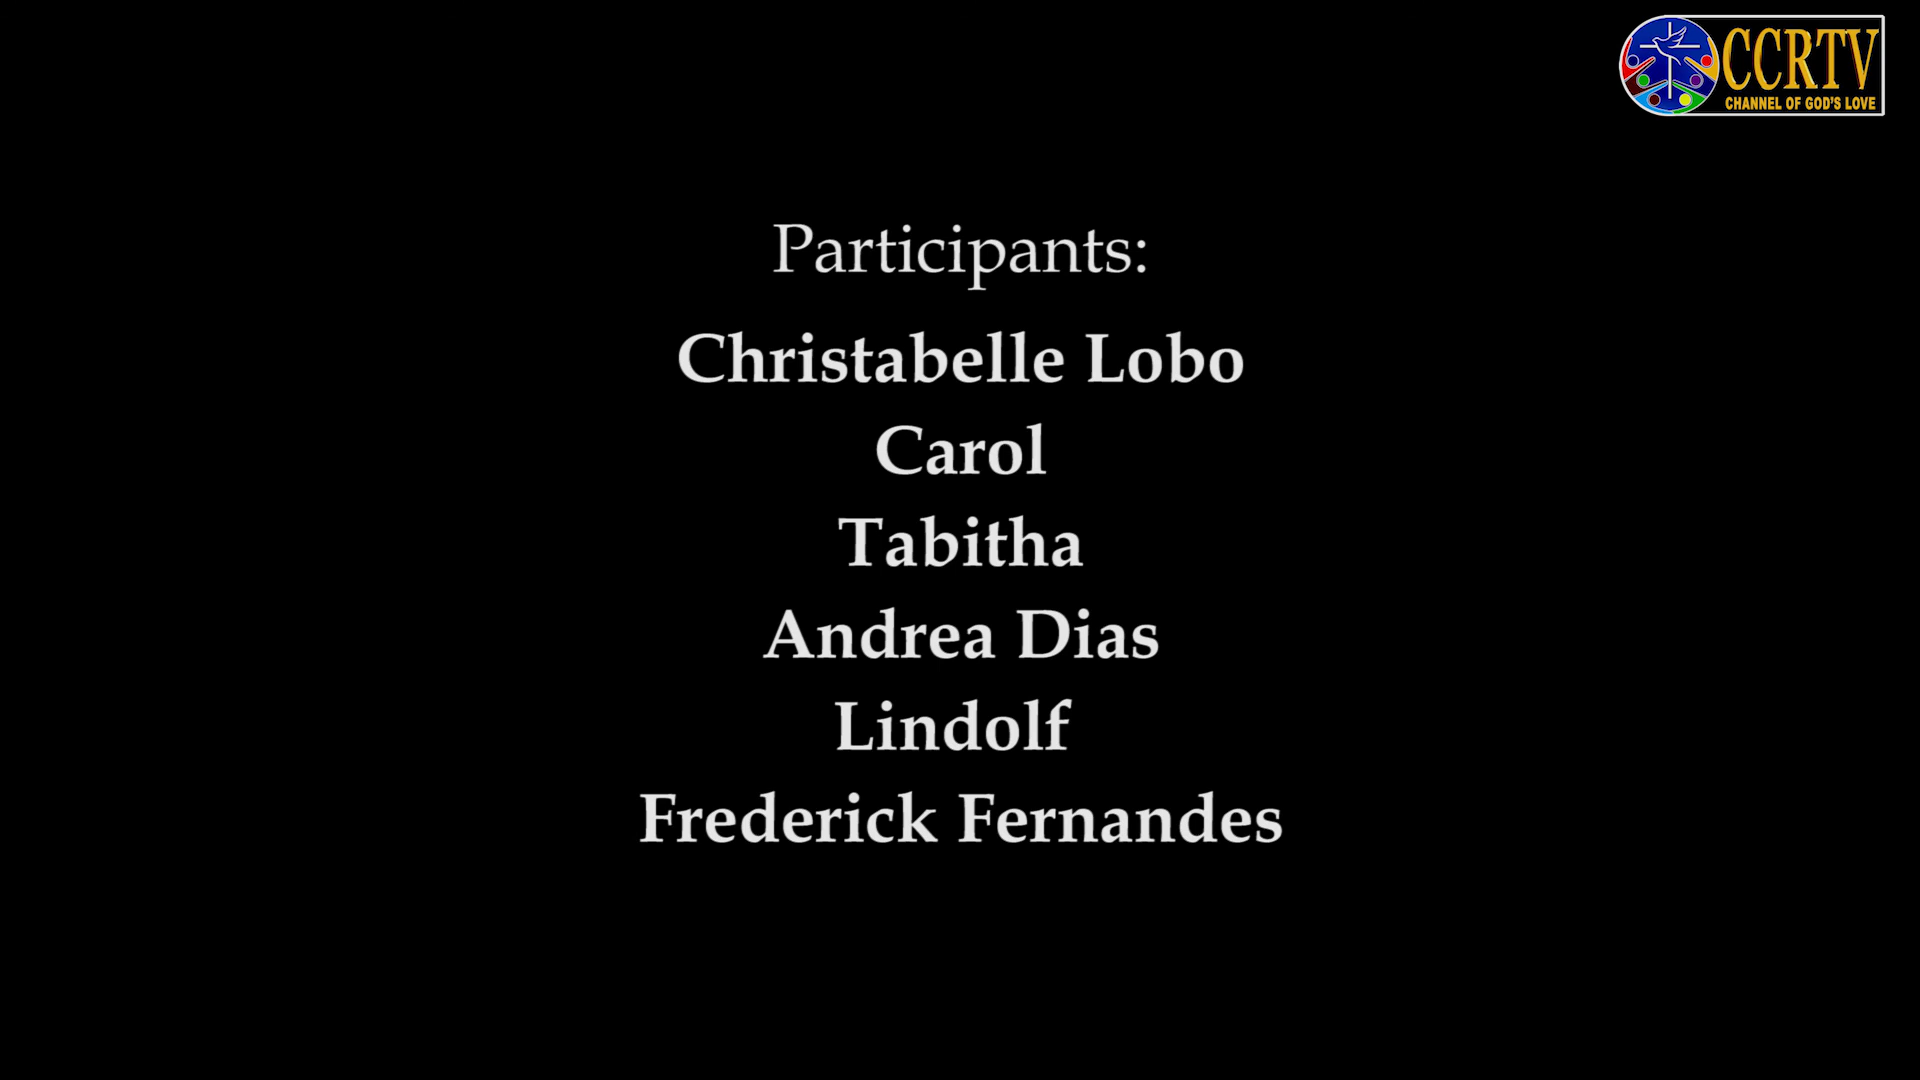 CCRTV
CHANNEL OF GOD'S LOVE
Participants:
Christabelle Lobo
Carol
Tabitha
Andrea Dias
Lindolf
Frederick Fernandes